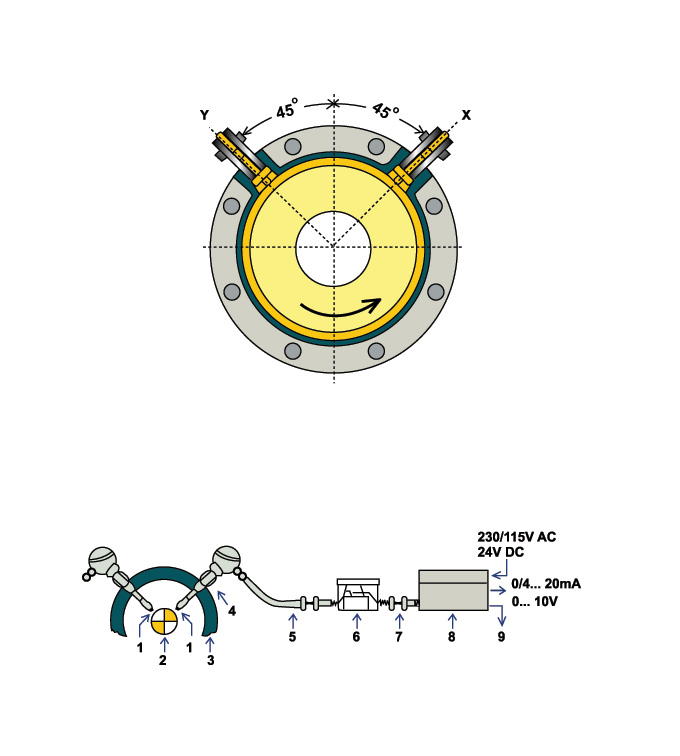 Y 45° 45° X
230/115V AC
24V DC
0/4... 20mA
0... 10V
4
5 6 7 8 9
1 1
2 3